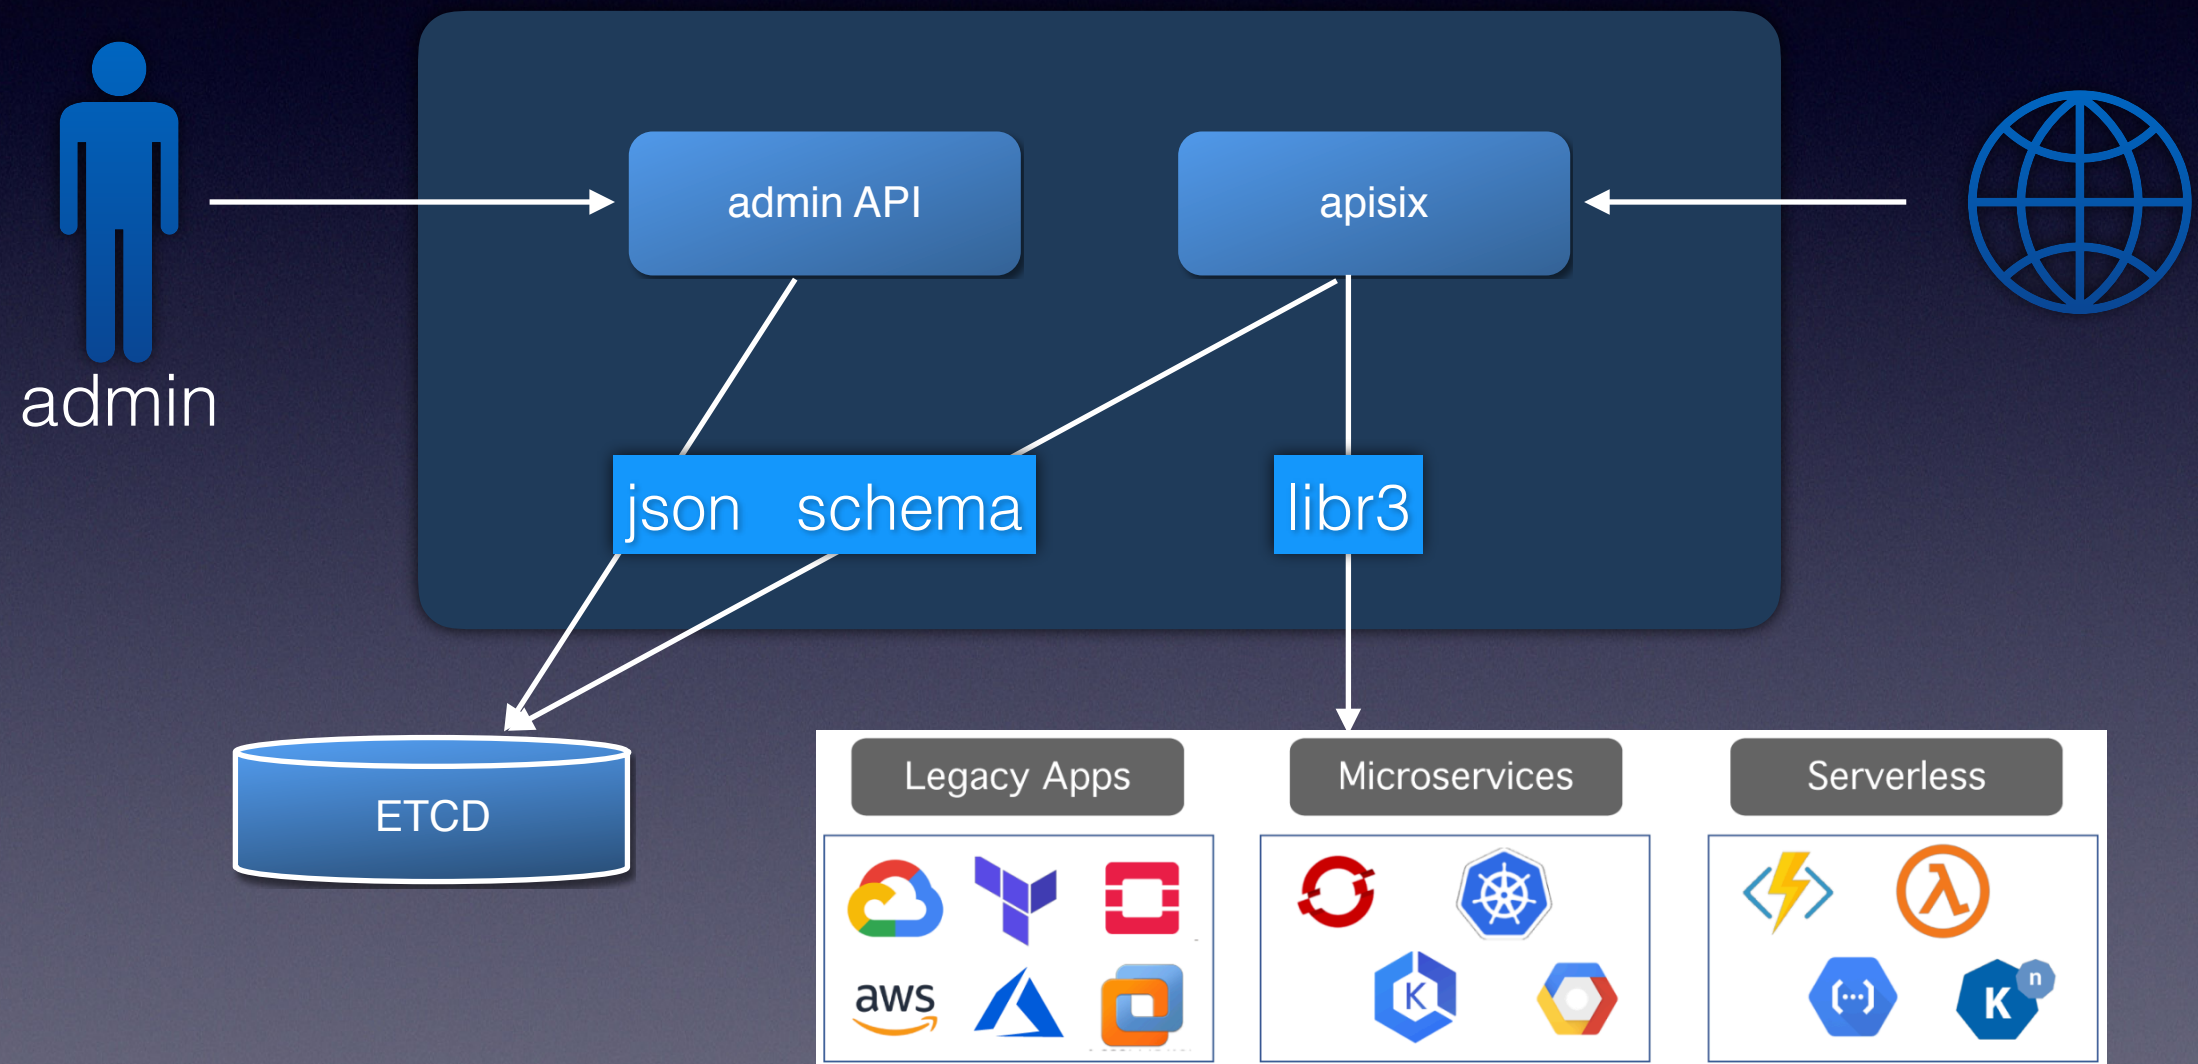 admin API
apisix
admin
json schema
libr3
ETCD
Legacy Apps
Microservices
Serverless
aws
K
n
K